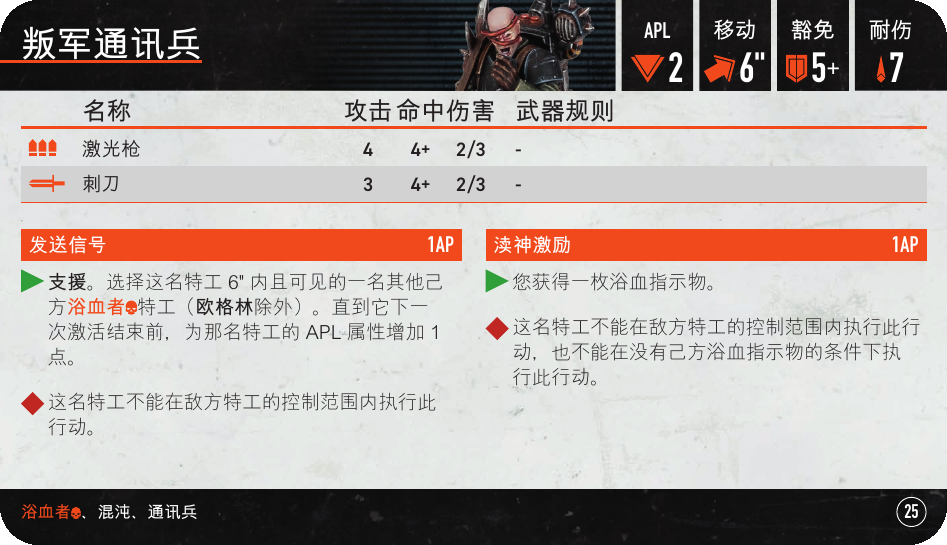 叛军通讯兵
APL 移动 豁免 耐伤
2 6" 5+ 7
名称 攻击 命中 伤害 武器规则
激光枪 4 4+ 2/3 -
刺刀 3 4+ 2/3 -
发送信号 1AP
支援。选择这名特工 6" 内且可见的一名其他己
方浴血者特工（欧格林除外）。直到它下一
次激活结束前，为那名特工的 APL 属性增加 1
点。
这名特工不能在敌方特工的控制范围内执行此
行动。
渎神激励 1AP
您获得一枚浴血指示物。
这名特工不能在敌方特工的控制范围内执行此行
动，也不能在没有己方浴血指示物的条件下执
行此行动。
浴血者、混沌、通讯兵
25